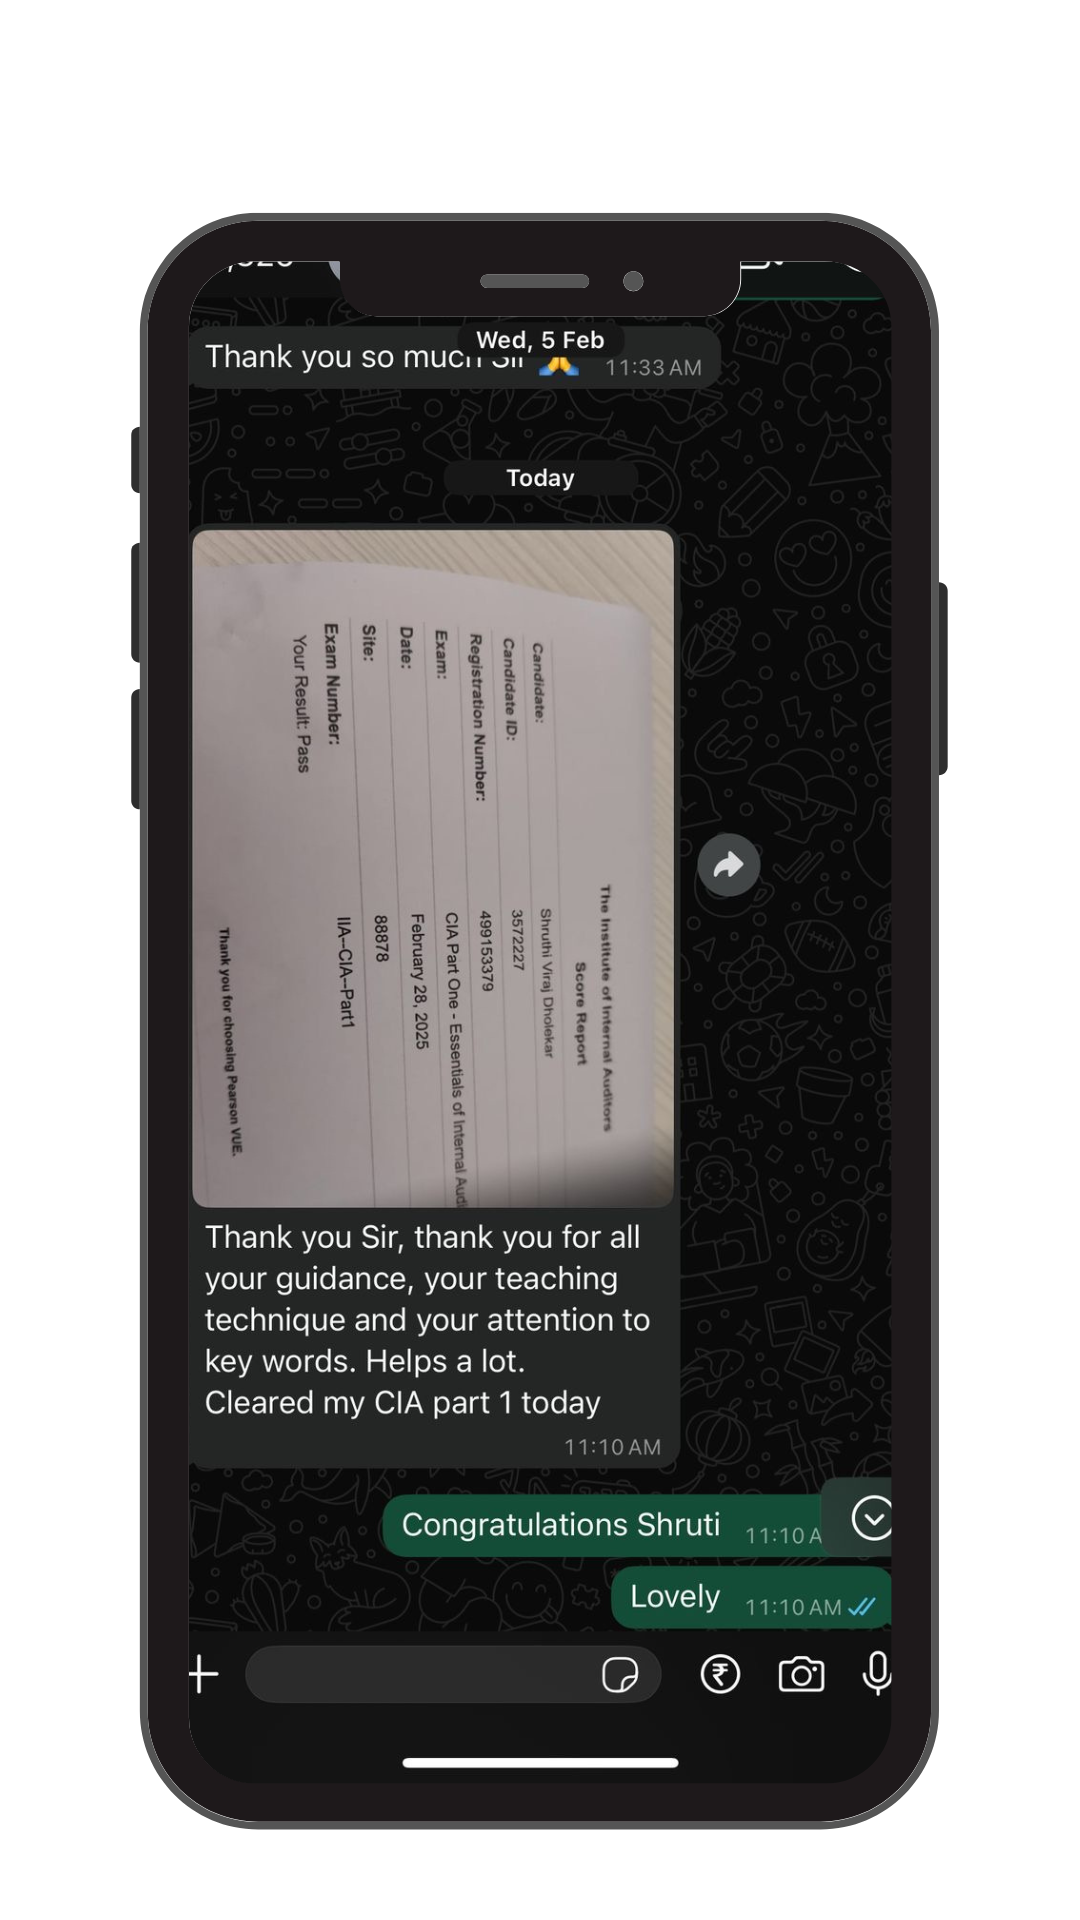 Wed, 5 Feb
Thank you so much Sir 🙏 11:33 AM
Today
The Institute of Internal Auditors
Score Report
Candidate: Shruthi Viraj Dholekar
Candidate ID: 3572227
Registration Number: 499153379
Exam: CIA Part One - Essentials of Internal Audi
Date: February 28, 2025
Site: 88878
Exam Number: IIA--CIA--Part1
Your Result: Pass
Thank you for choosing Pearson VUE.
Thank you Sir, thank you for all
your guidance, your teaching
technique and your attention to
key words. Helps a lot.
Cleared my CIA part 1 today
11:10 AM
Congratulations Shruti 11:10 A
Lovely 11:10 AM